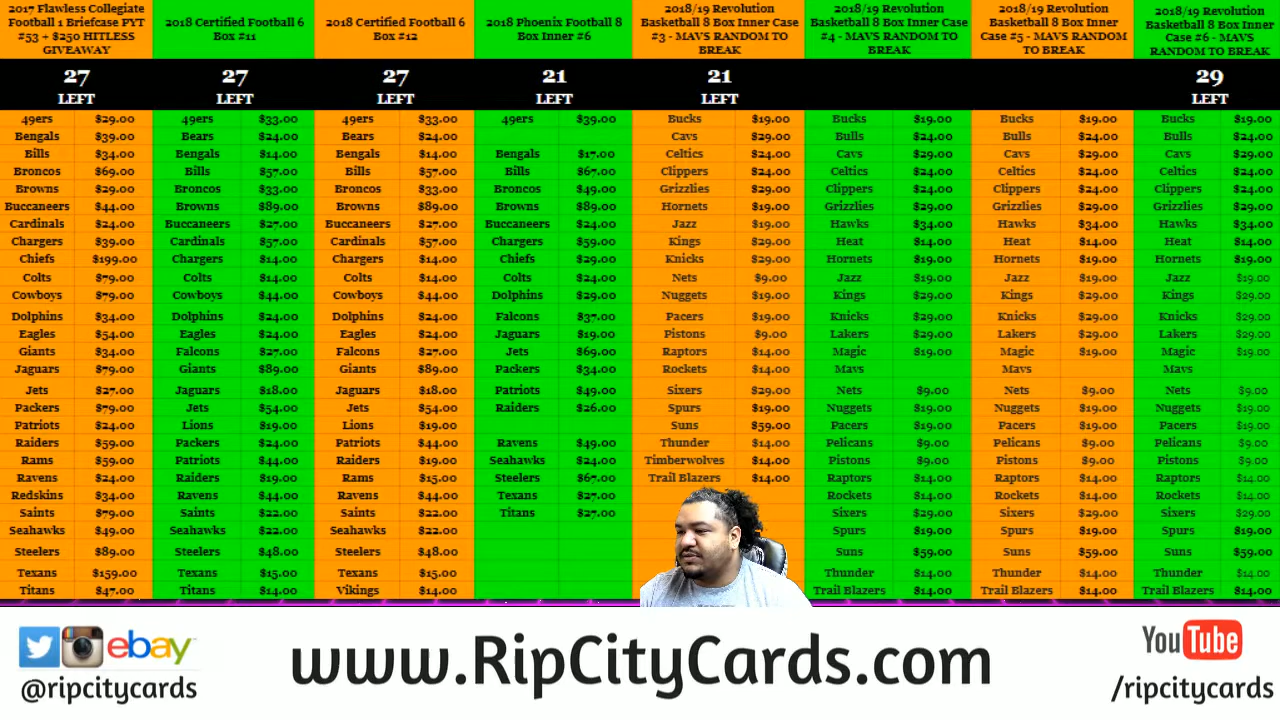 2017 Flawless Collegiate
Football 1 Briefcase PYT
#53 + $250 HITLESS
GIVEAWAY
27
LEFT
49ers $29.00
Bengals $39.00
Bills $34.00
Broncos $69.00
Browns $29.00
Buccaneers $44.00
Cardinals $24.00
Chargers $39.00
Chiefs $199.00
Colts $79.00
Cowboys $79.00
Dolphins $34.00
Eagles $54.00
Giants $34.00
Jaguars $79.00
Jets $27.00
Packers $79.00
Patriots $24.00
Raiders $59.00
Rams $59.00
Ravens $24.00
Redskins $34.00
Saints $79.00
Seahawks $49.00
Steelers $89.00
Texans $159.00
Titans $47.00
2018 Certified Football 6
Box #11
27
LEFT
49ers $33.00
Bears $24.00
Bengals $14.00
Bills $57.00
Broncos $33.00
Browns $89.00
Buccaneers $27.00
Cardinals $57.00
Chargers $14.00
Colts $14.00
Cowboys $44.00
Dolphins $24.00
Eagles $24.00
Falcons $27.00
Giants $89.00
Jaguars $18.00
Jets $54.00
Lions $19.00
Packers $24.00
Patriots $44.00
Raiders $19.00
Ravens $44.00
Saints $22.00
Seahawks $22.00
Steelers $48.00
Texans $15.00
Titans $14.00
2018 Certified Football 6
Box #12
27
LEFT
49ers $33.00
Bears $24.00
Bengals $14.00
Bills $57.00
Broncos $33.00
Browns $89.00
Buccaneers $27.00
Cardinals $57.00
Chargers $14.00
Colts $14.00
Cowboys $44.00
Dolphins $24.00
Eagles $24.00
Falcons $27.00
Giants $89.00
Jaguars $18.00
Jets $54.00
Lions $19.00
Patriots $44.00
Raiders $19.00
Rams $15.00
Ravens $44.00
Saints $22.00
Seahawks $22.00
Steelers $48.00
Texans $15.00
Vikings $14.00
2018 Phoenix Football 8
Box Inner #6
21
LEFT
49ers $39.00
Bengals $17.00
Bills $67.00
Broncos $49.00
Browns $89.00
Buccaneers $24.00
Chargers $59.00
Chiefs $29.00
Colts $24.00
Dolphins $29.00
Falcons $37.00
Jaguars $19.00
Jets $69.00
Packers $34.00
Patriots $49.00
Raiders $26.00
Ravens $49.00
Seahawks $24.00
Steelers $67.00
Texans $27.00
Titans $27.00
2018/19 Revolution
Basketball 8 Box Inner Case
#3 - MAVS RANDOM TO
BREAK
21
LEFT
Bucks $19.00
Cavs $29.00
Celtics $24.00
Clippers $24.00
Grizzlies $29.00
Hornets $19.00
Jazz $19.00
Kings $29.00
Knicks $29.00
Nets $9.00
Nuggets $19.00
Pacers $19.00
Pistons $9.00
Raptors $14.00
Rockets $14.00
Sixers $29.00
Spurs $19.00
Suns $59.00
Thunder $14.00
Timberwolves $14.00
Trail Blazers $14.00
2018/19 Revolution
Basketball 8 Box Inner Case
#4 - MAVS RANDOM TO
BREAK
Bucks $19.00
Bulls $24.00
Cavs $29.00
Celtics $24.00
Clippers $24.00
Grizzlies $29.00
Hawks $34.00
Heat $14.00
Hornets $19.00
Jazz $19.00
Kings $29.00
Knicks $29.00
Lakers $29.00
Magic $19.00
Mavs
Nets $9.00
Nuggets $19.00
Pacers $19.00
Pelicans $9.00
Pistons $9.00
Raptors $14.00
Rockets $14.00
Sixers $29.00
Spurs $19.00
Suns $59.00
Thunder $14.00
Trail Blazers $14.00
2018/19 Revolution
Basketball 8 Box Inner
Case #5 - MAVS RANDOM
TO BREAK
Bucks $19.00
Bulls $24.00
Cavs $29.00
Celtics $24.00
Clippers $24.00
Grizzlies $29.00
Hawks $34.00
Heat $14.00
Hornets $19.00
Jazz $19.00
Kings $29.00
Knicks $29.00
Lakers $29.00
Magic $19.00
Mavs
Nets $9.00
Nuggets $19.00
Pacers $19.00
Pelicans $9.00
Pistons $9.00
Raptors $14.00
Rockets $14.00
Sixers $29.00
Spurs $19.00
Suns $59.00
Thunder $14.00
Trail Blazers $14.00
2018/19 Revolution
Basketball 8 Box Inner
Case #6 - MAVS
RANDOM TO BREAK
29
LEFT
Bucks $19.00
Bulls $24.00
Cavs $29.00
Celtics $24.00
Clippers $24.00
Grizzlies $29.00
Hawks $34.00
Heat $14.00
Hornets $19.00
Jazz $19.00
Kings $29.00
Knicks $29.00
Lakers $29.00
Magic $19.00
Mavs
Nets $9.00
Nuggets $19.00
Pacers $19.00
Pelicans $9.00
Pistons $9.00
Raptors $14.00
Rockets $14.00
Sixers $29.00
Spurs $19.00
Suns $59.00
Thunder $14.00
Trail Blazers $14.00
ebay
@ripcitycards
www.RipCityCards.com
YouTube
/ripcitycards